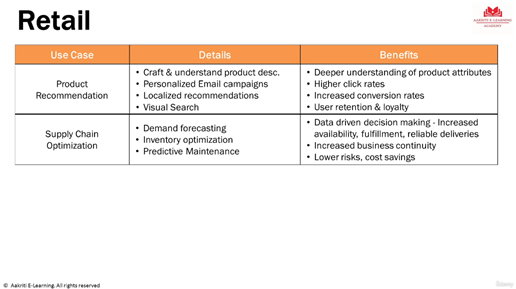 Retail
AAKRITI E-LEARNING
ACADEMY
Use Case
Details
Benefits
Product
Recommendation
• Craft & understand product desc.
• Personalized Email campaigns
• Localized recommendations
• Visual Search
• Deeper understanding of product attributes
• Higher click rates
• Increased conversion rates
• User retention & loyalty
Supply Chain
Optimization
• Demand forecasting
• Inventory optimization
• Predictive Maintenance
• Data driven decision making - Increased
availability, fulfillment, reliable deliveries
• Increased business continuity
• Lower risks, cost savings
© Aakriti E-Learning. All rights reserved
Udemy